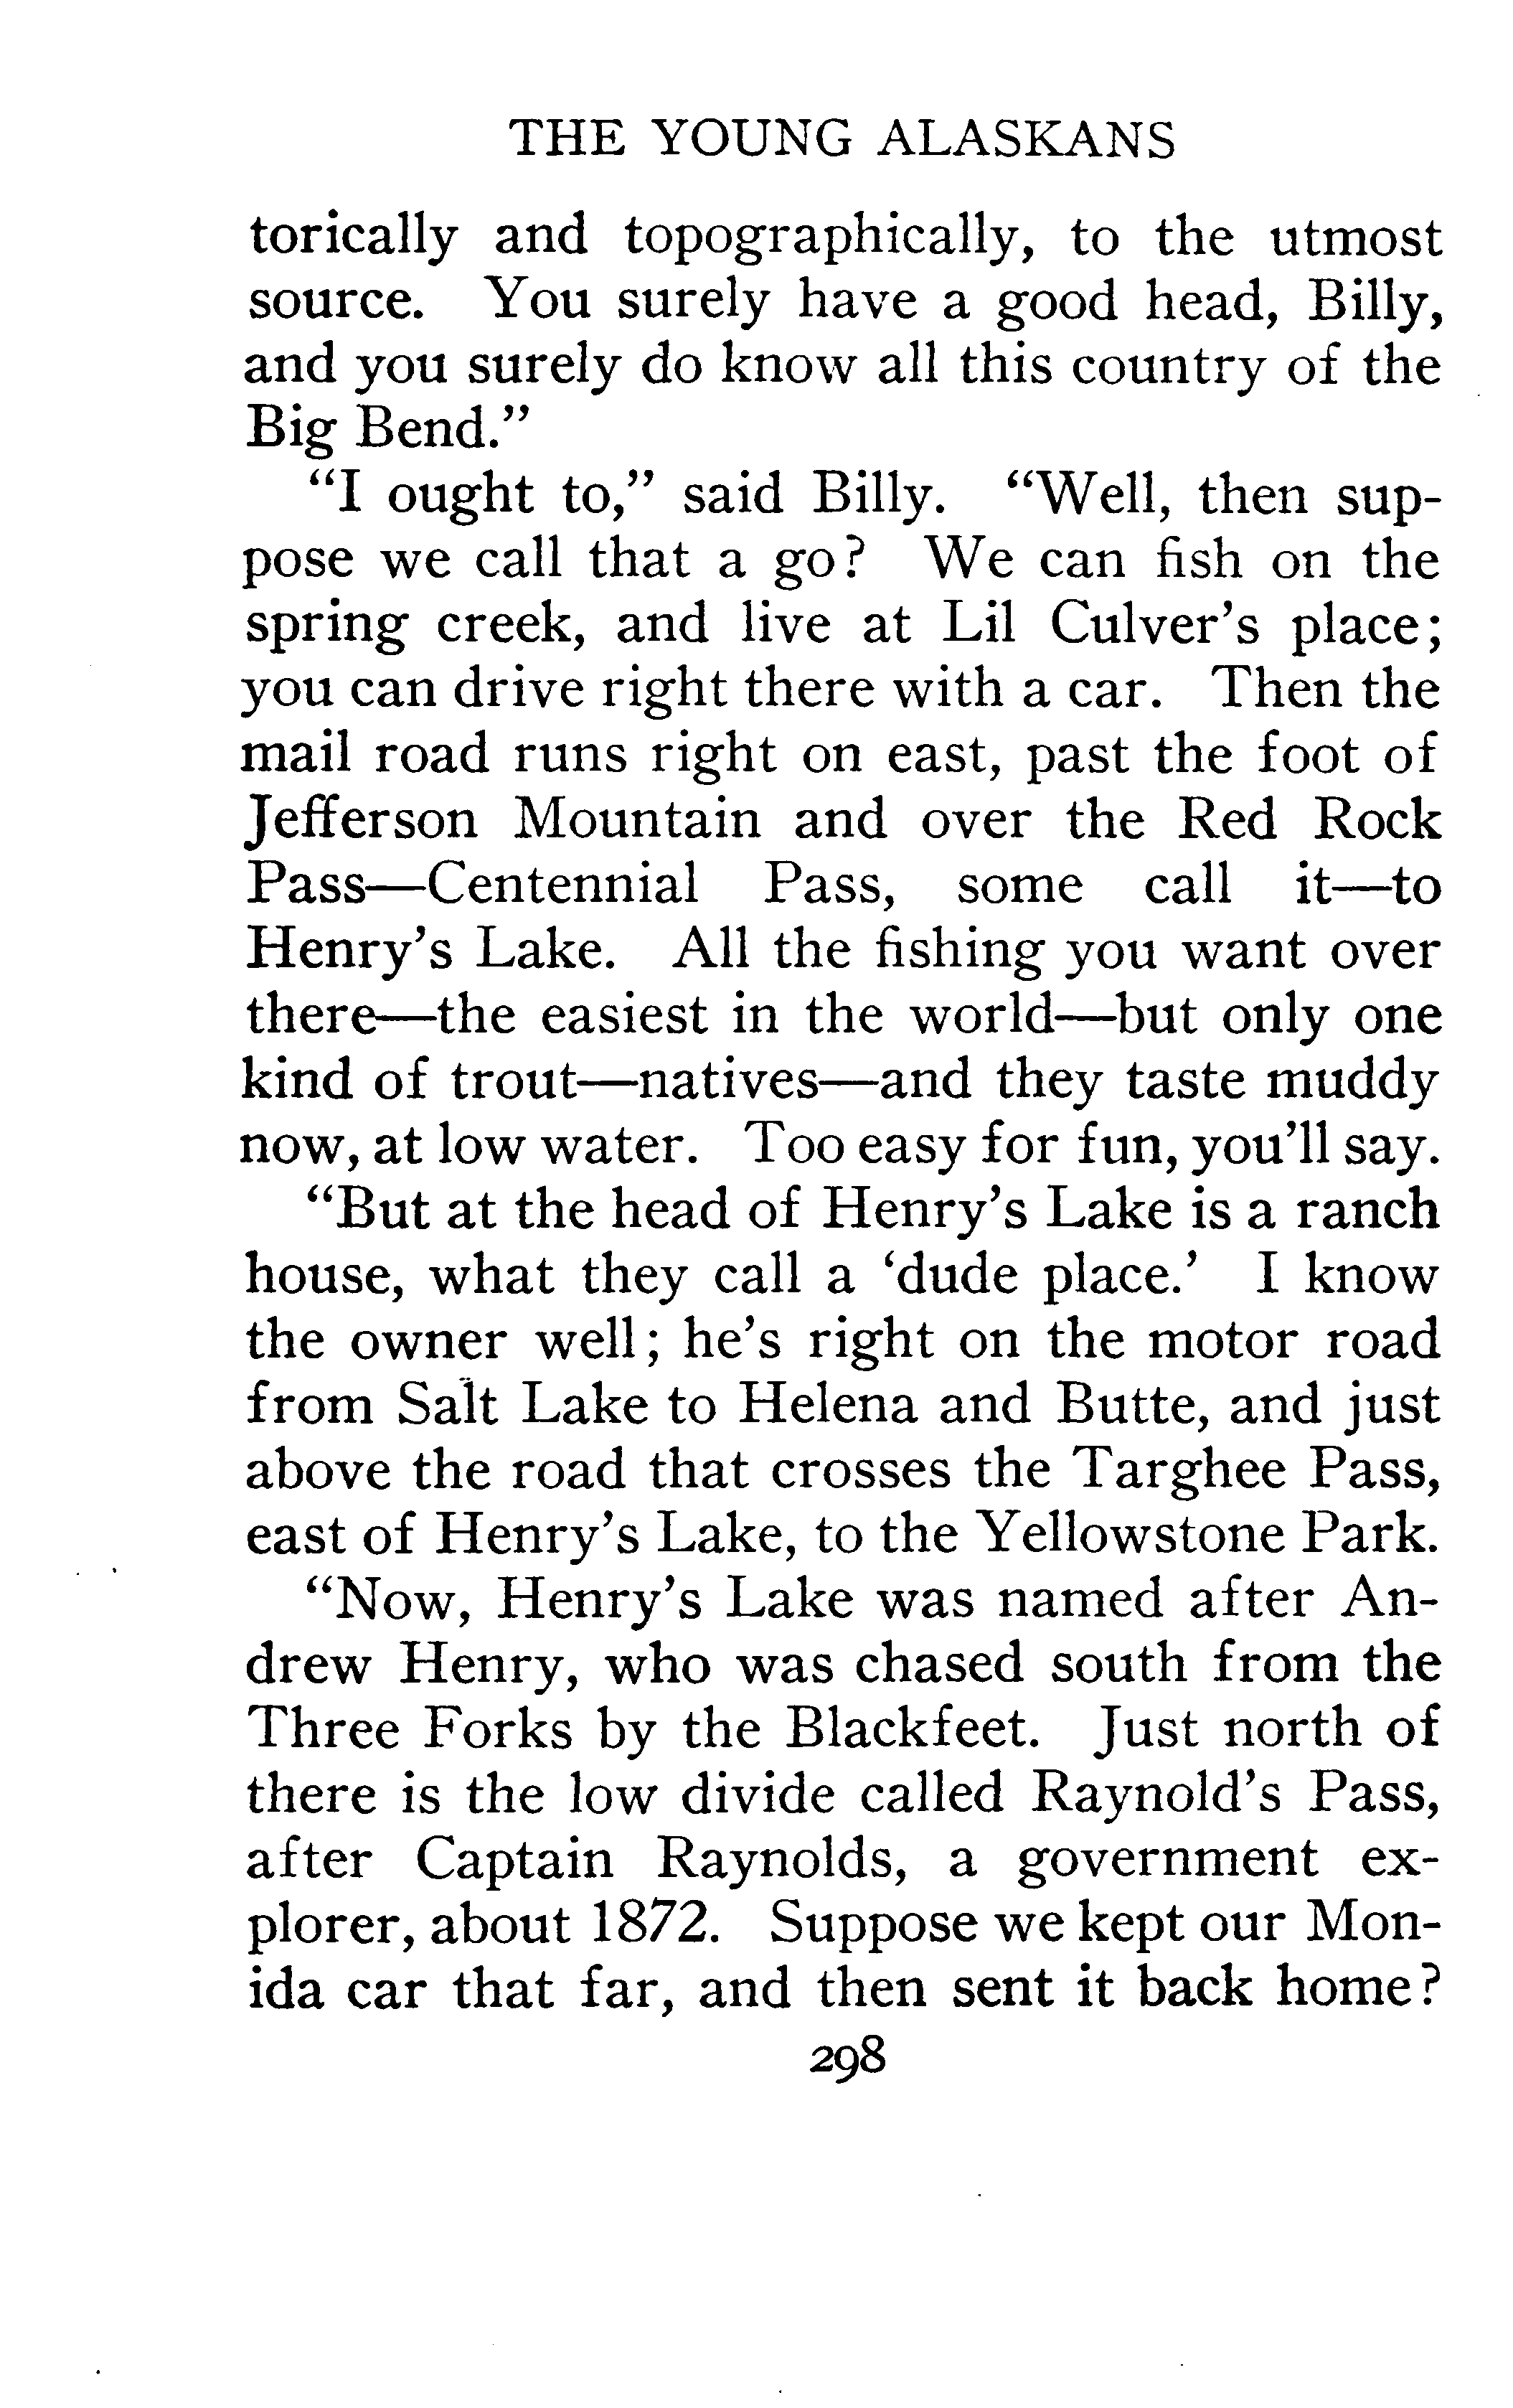 THE YOUNG ALASKANS
torically and topographically, to the utmost
source. You surely have a good head, Billy,
and you surely do know all this country of the
Big Bend.”
“I ought to,” said Billy. “Well, then sup-
pose we call that a go? We can fish on the
spring creek, and live at Lil Culver’s place;
you can drive right there with a car. Then the
mail road runs right on east, past the foot of
Jefferson Mountain and over the Red Rock
Pass—Centennial Pass, some call it—to
Henry’s Lake. All the fishing you want over
there—the easiest in the world—but only one
kind of trout—natives—and they taste muddy
now, at low water. Too easy for fun, you’ll say.
“But at the head of Henry’s Lake is a ranch
house, what they call a ‘dude place.’ I know
the owner well; he’s right on the motor road
from Salt Lake to Helena and Butte, and just
above the road that crosses the Targhee Pass,
east of Henry’s Lake, to the Yellowstone Park.
“Now, Henry’s Lake was named after An-
drew Henry, who was chased south from the
Three Forks by the Blackfeet. Just north of
there is the low divide called Raynold’s Pass,
after Captain Raynolds, a government ex-
plorer, about 1872. Suppose we kept our Mon-
ida car that far, and then sent it back home?
298